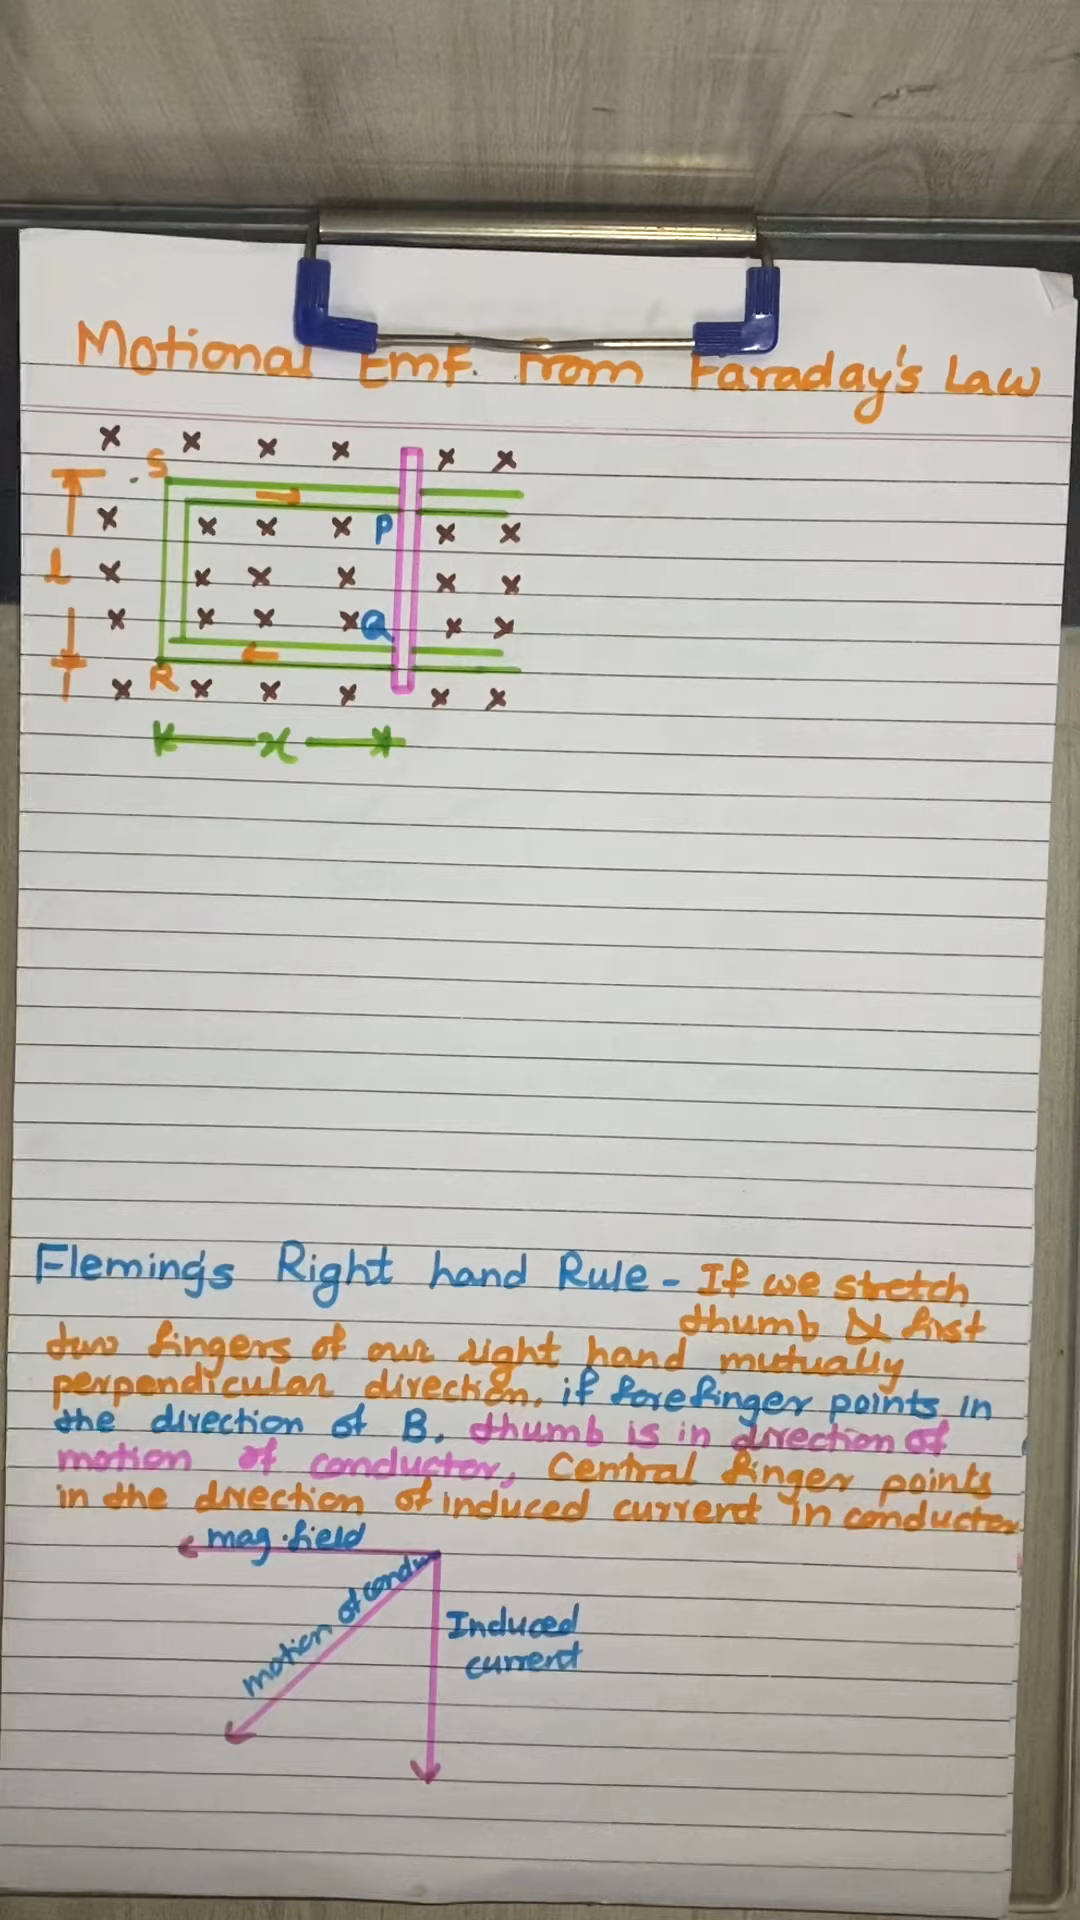 Motional Emf. From Faraday's Law
x x x x x x
S
x x x x P x x
l x x x x x x
x x x x Q x x
R
x x x x x x
x
Fleming's Right hand Rule - If we stretch
thumb & first
two fingers of our right hand mutually
perpendicular direction, if forefinger points in
the direction of B, thumb is in direction of
motion of conductor, Central finger points
in the direction of induced current in conductor
mag. field
motion of condu
Induced
current